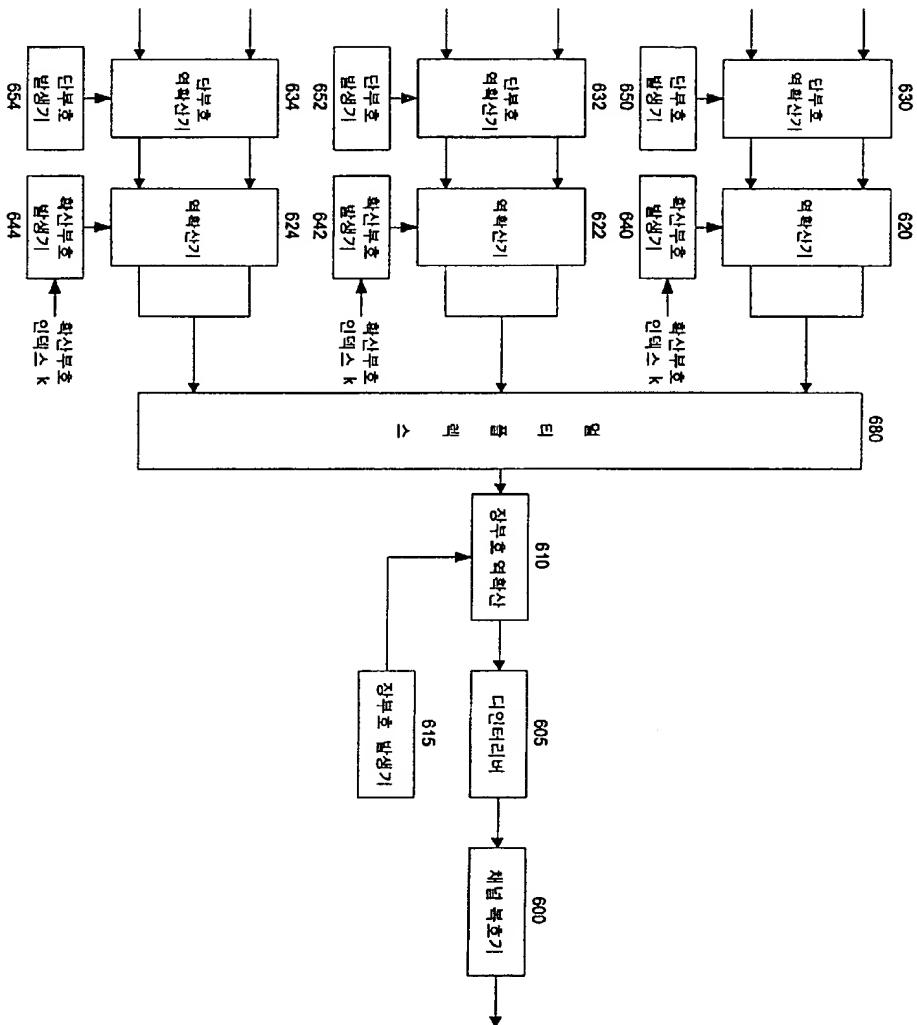 630
단부호
역확산기
단부호
발생기
650
620
역확산기
확산부호
발생기
640
확산부호
인덱스 k
632
단부호
역확산기
단부호
발생기
652
622
역확산기
확산부호
발생기
642
확산부호
인덱스 k
634
단부호
역확산기
단부호
발생기
654
624
역확산기
확산부호
발생기
644
확산부호
인덱스 k
680
멀
티
플
렉
스
610
장부호 역확산
615
장부호 발생기
605
디인터리버
600
채널 복호기